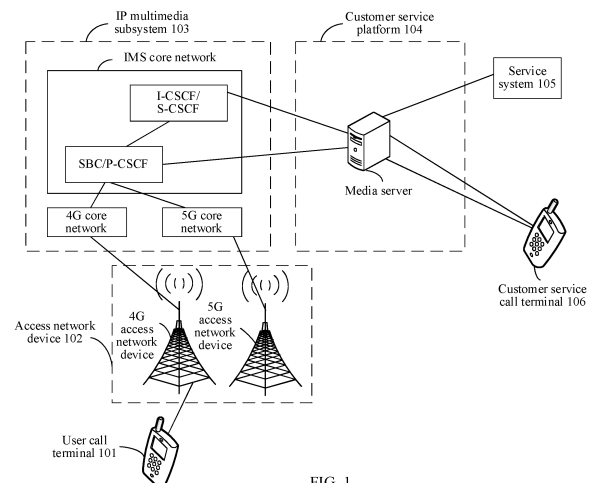 IP multimedia
subsystem 103
Customer service
platform 104
IMS core network
I-CSCF/
S-CSCF
Service
system 105
SBC/P-CSCF
Media server
4G core
network
5G core
network
Customer service
call terminal 106
4G
access
network
device
5G
access
network
device
Access network
device 102
User call
terminal 101
FIG. 1